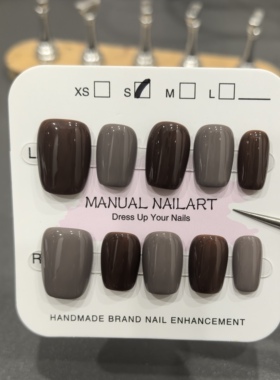 XS S M L
L
MANUAL NAILART
Dress Up Your Nails
R
HANDMADE BRAND NAIL ENHANCEMENT